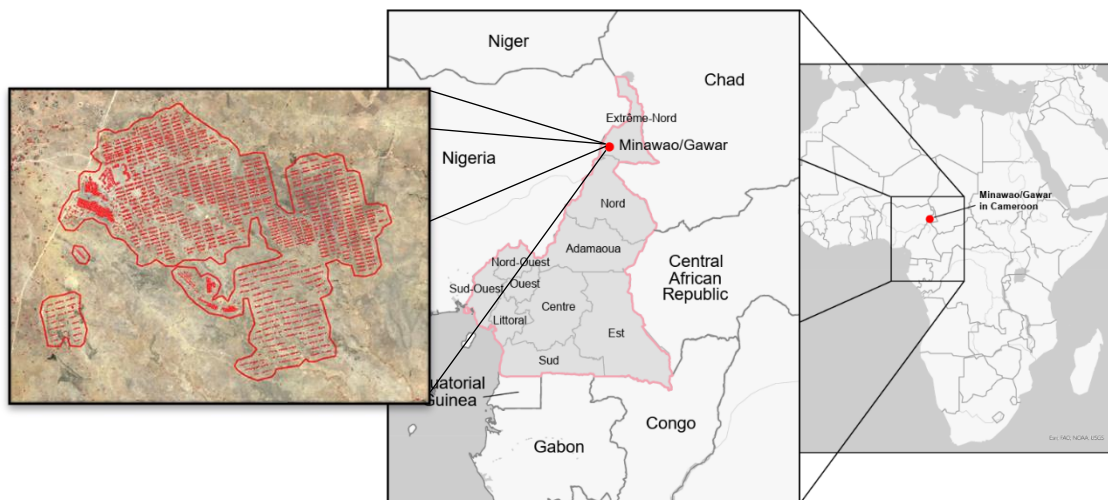 Niger
Chad
Extrême-Nord
Minawao/Gawar
Nigeria
Nord
Adamaoua
Nord-Ouest
Ouest
Sud-Ouest
Centre
Littoral
Est
Sud
Central
African
Republic
uatorial
Guinea
Congo
Gabon
Minawao/Gawar
in Cameroon
Esri, FAO, NOAA, USGS